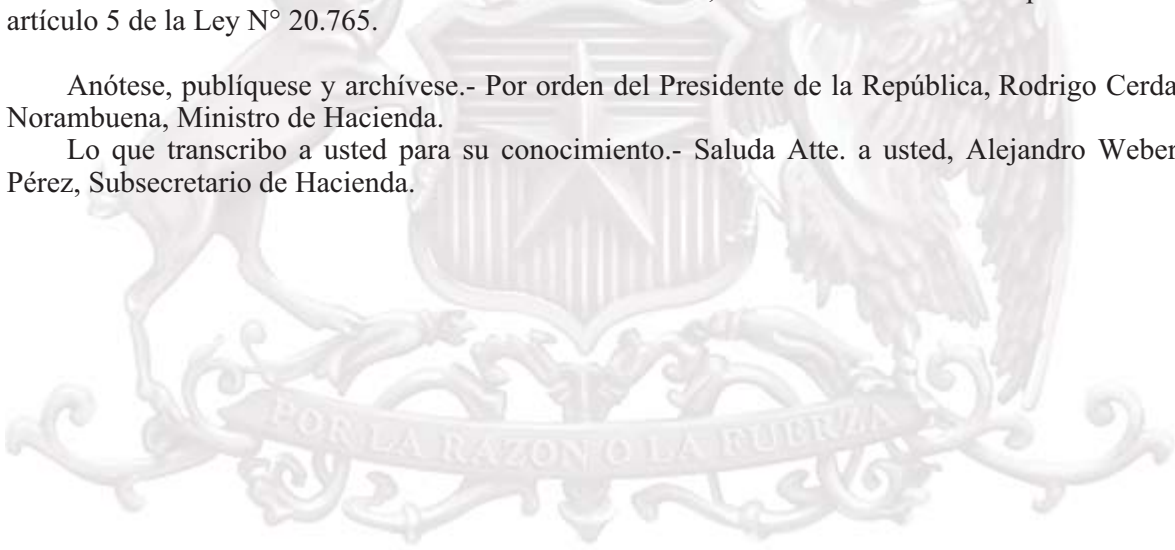 artículo 5 de la Ley N° 20.765.
Anótese, publíquese y archívese.- Por orden del Presidente de la República, Rodrigo Cerda
Norambuena, Ministro de Hacienda.
Lo que transcribo a usted para su conocimiento.- Saluda Atte. a usted, Alejandro Weber
Pérez, Subsecretario de Hacienda.
POR LA RAZON O LA FUERZA